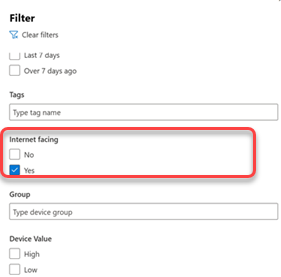 Filter
Clear filters
Last 7 days
Over 7 days ago
Tags
Type tag name
Internet facing
No
Yes
Group
Type device group
Device Value
High
Low